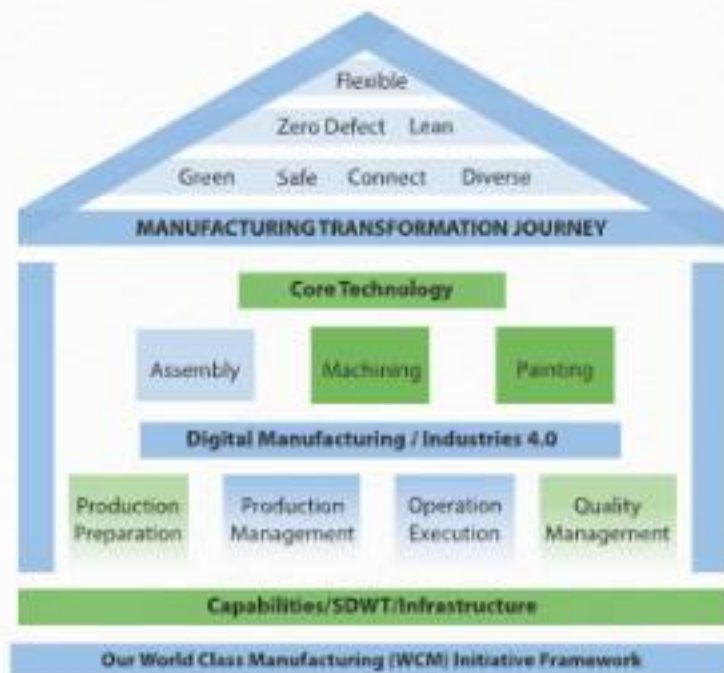 Flexible
Zero Defect Lean
Green Safe Connect Diverse
MANUFACTURING TRANSFORMATION JOURNEY
Core Technology
Assembly Machining Painting
Digital Manufacturing / Industries 4.0
Production Production Operation Quality
Preparation Management Execution Management
Capabilities/SDWT/Infrastructure
Our World Class Manufacturing (WCM) Initiative Framework